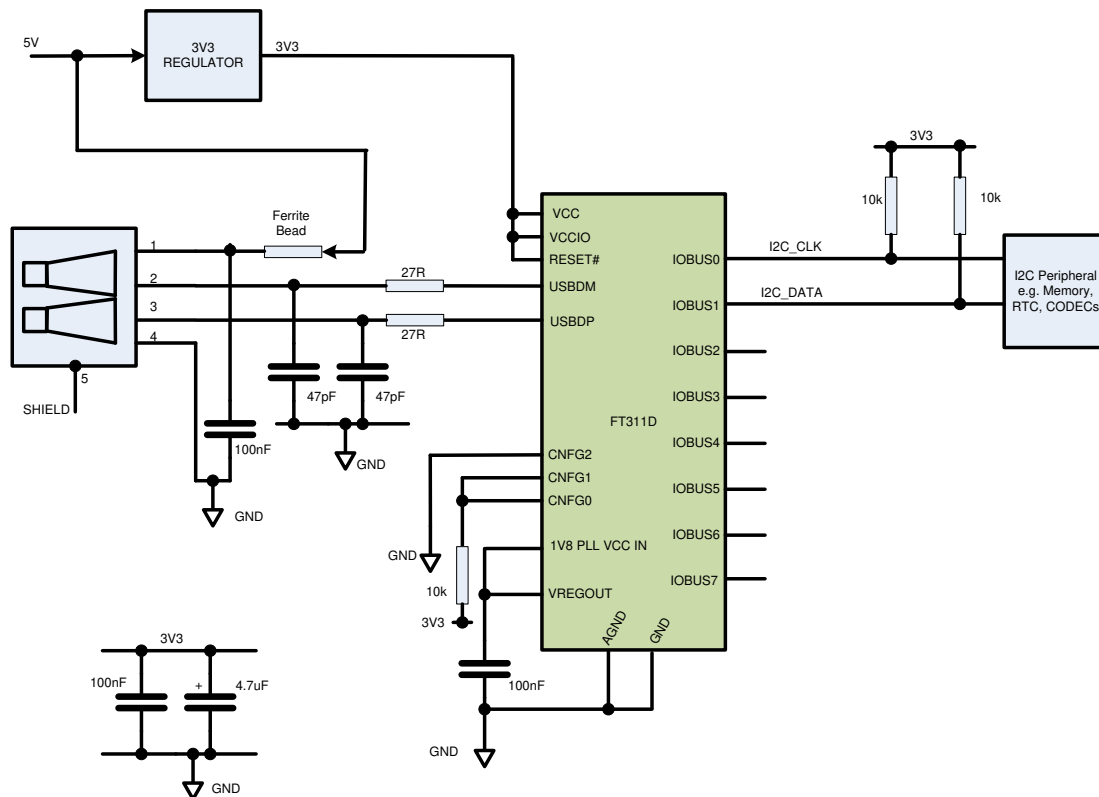 5V
3V3
REGULATOR
3V3
Ferrite
Bead
1
2
3
4
5
SHIELD
27R
27R
47pF
47pF
100nF
GND
GND
VCC
VCCIO
RESET#
USBDM
USBDP
CNFG2
CNFG1
CNFG0
1V8 PLL VCC IN
VREGOUT
AGND
GND
FT311D
IOBUS0
IOBUS1
IOBUS2
IOBUS3
IOBUS4
IOBUS5
IOBUS6
IOBUS7
I2C_CLK
I2C_DATA
3V3
10k
10k
I2C Peripheral
e.g. Memory,
RTC, CODECs
GND
10k
3V3
100nF
GND
3V3
100nF
+
4.7uF
GND